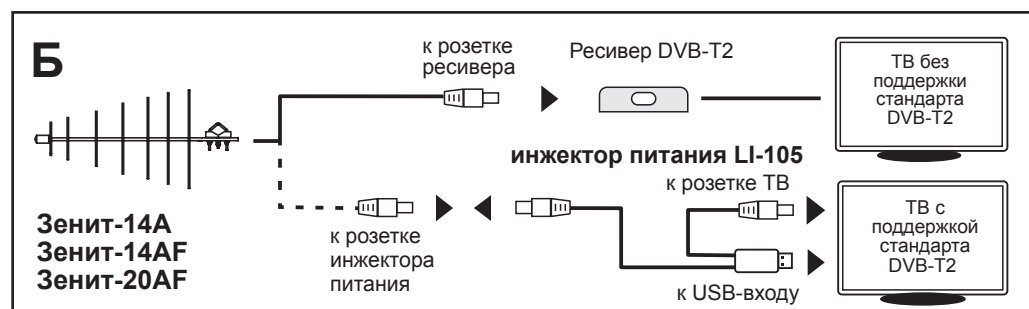 Б
к розетке
ресивера
Ресивер DVB-T2
ТВ без
поддержки
стандарта
DVB-T2
инжектор питания LI-105
к розетке ТВ
Зенит-14А
Зенит-14AF
Зенит-20AF
к розетке
инжектора
питания
к USB-входу
ТВ с
поддержкой
стандарта
DVB-T2